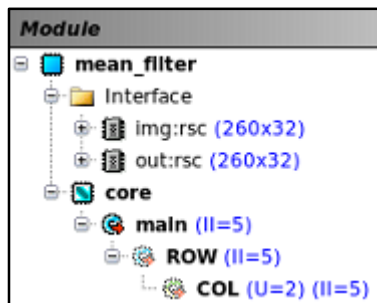 Module
mean_filter
Interface
img:rsc (260x32)
out:rsc (260x32)
core
main (II=5)
ROW (II=5)
COL (U=2) (II=5)